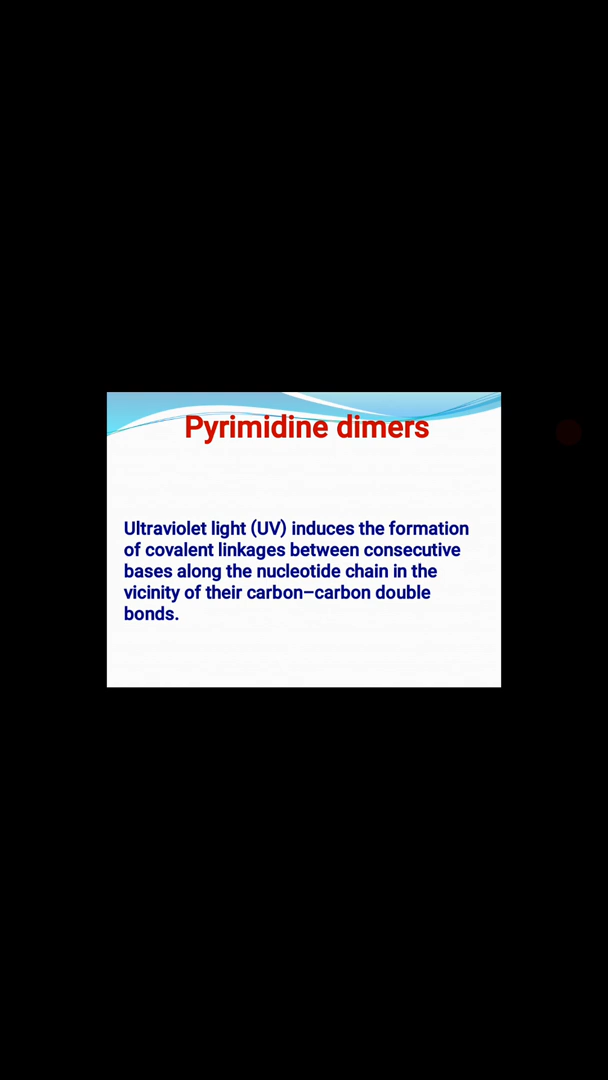 Pyrimidine dimers
Ultraviolet light (UV) induces the formation
of covalent linkages between consecutive
bases along the nucleotide chain in the
vicinity of their carbon–carbon double
bonds.